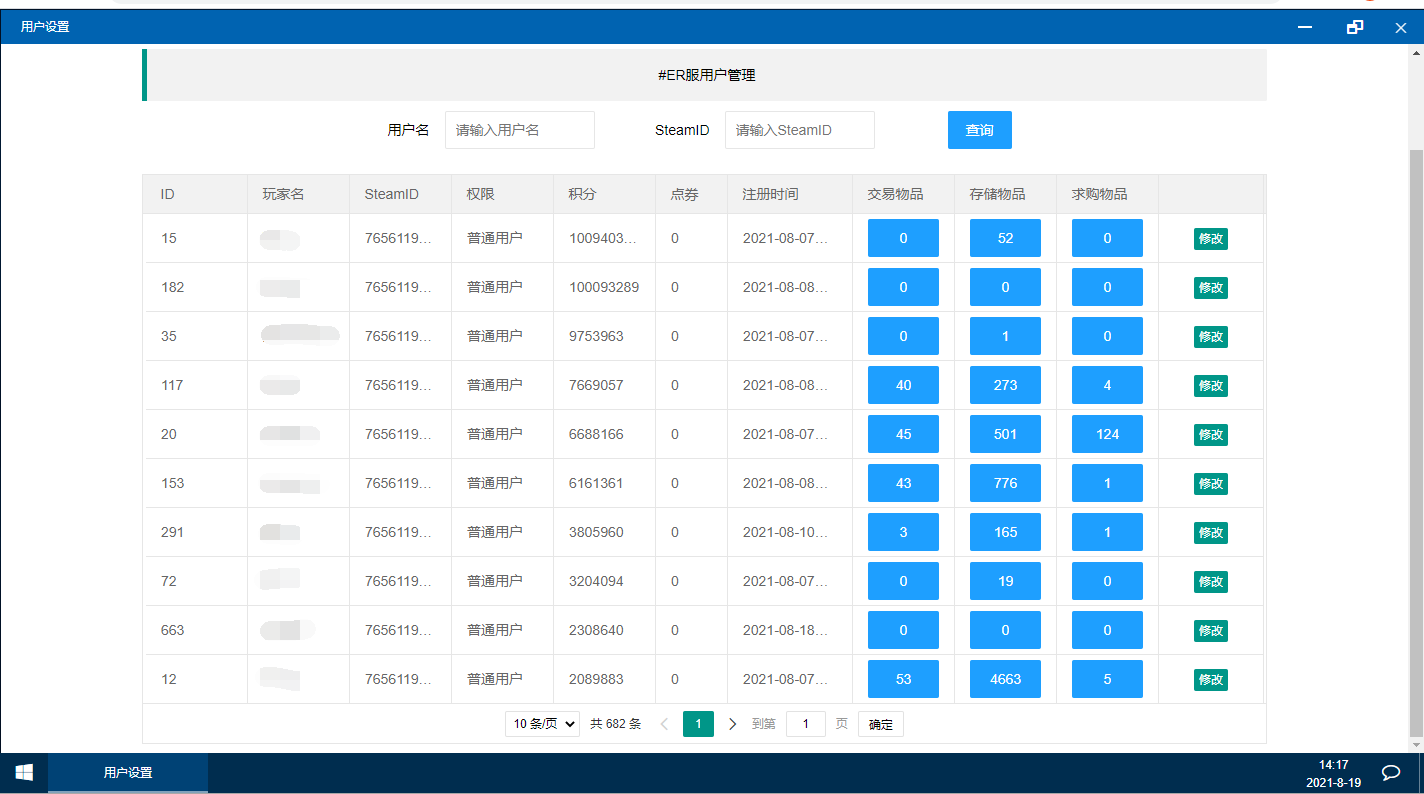 用户设置
#ER服用户管理
用户名 请输入用户名 SteamID 请输入SteamID 查询
ID 玩家名 SteamID 权限 积分 点券 注册时间 交易物品 存储物品 求购物品
15 7656119... 普通用户 1009403... 0 2021-08-07... 0 52 0 修改
182 7656119... 普通用户 100093289 0 2021-08-08... 0 0 0 修改
35 7656119... 普通用户 9753963 0 2021-08-07... 0 1 0 修改
117 7656119... 普通用户 7669057 0 2021-08-08... 40 273 4 修改
20 7656119... 普通用户 6688166 0 2021-08-07... 45 501 124 修改
153 7656119... 普通用户 6161361 0 2021-08-08... 43 776 1 修改
291 7656119... 普通用户 3805960 0 2021-08-10... 3 165 1 修改
72 7656119... 普通用户 3204094 0 2021-08-07... 0 19 0 修改
663 7656119... 普通用户 2308640 0 2021-08-18... 0 0 0 修改
12 7656119... 普通用户 2089883 0 2021-08-07... 53 4663 5 修改
10 条/页 共 682 条 1 到第 1 页 确定
用户设置 14:17
2021-8-19